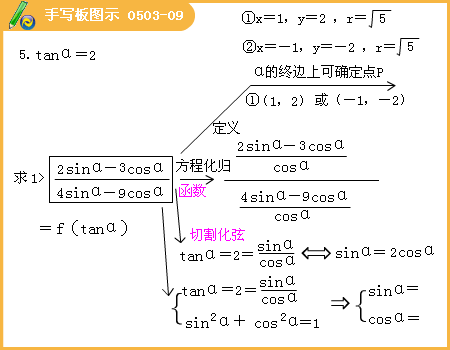 手写板图示 0503-09
①x=1, y=2 , r=√5
②x=-1, y=-2 , r=√5
5. tanα=2
α的终边上可确定点P
①(1, 2) 或 (-1, -2)
定义
求 1> (2sinα-3cosα)/(4sinα-9cosα)
方程化归
函数
((2sinα-3cosα)/cosα)/((4sinα-9cosα)/cosα)
=f(tanα)
切割化弦
tanα=2=sinα/cosα ⟺ sinα=2cosα
{tanα=2=sinα/cosα
sin²α+ cos²α=1
⇒ {sinα=
cosα=